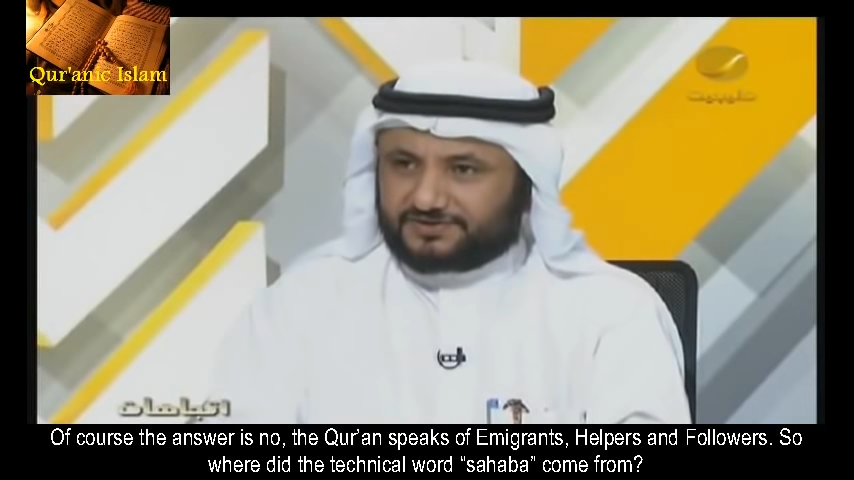 Qur'anic Islam
اتجاهات
Of course the answer is no, the Qur’an speaks of Emigrants, Helpers and Followers. So
where did the technical word “sahaba” come from?